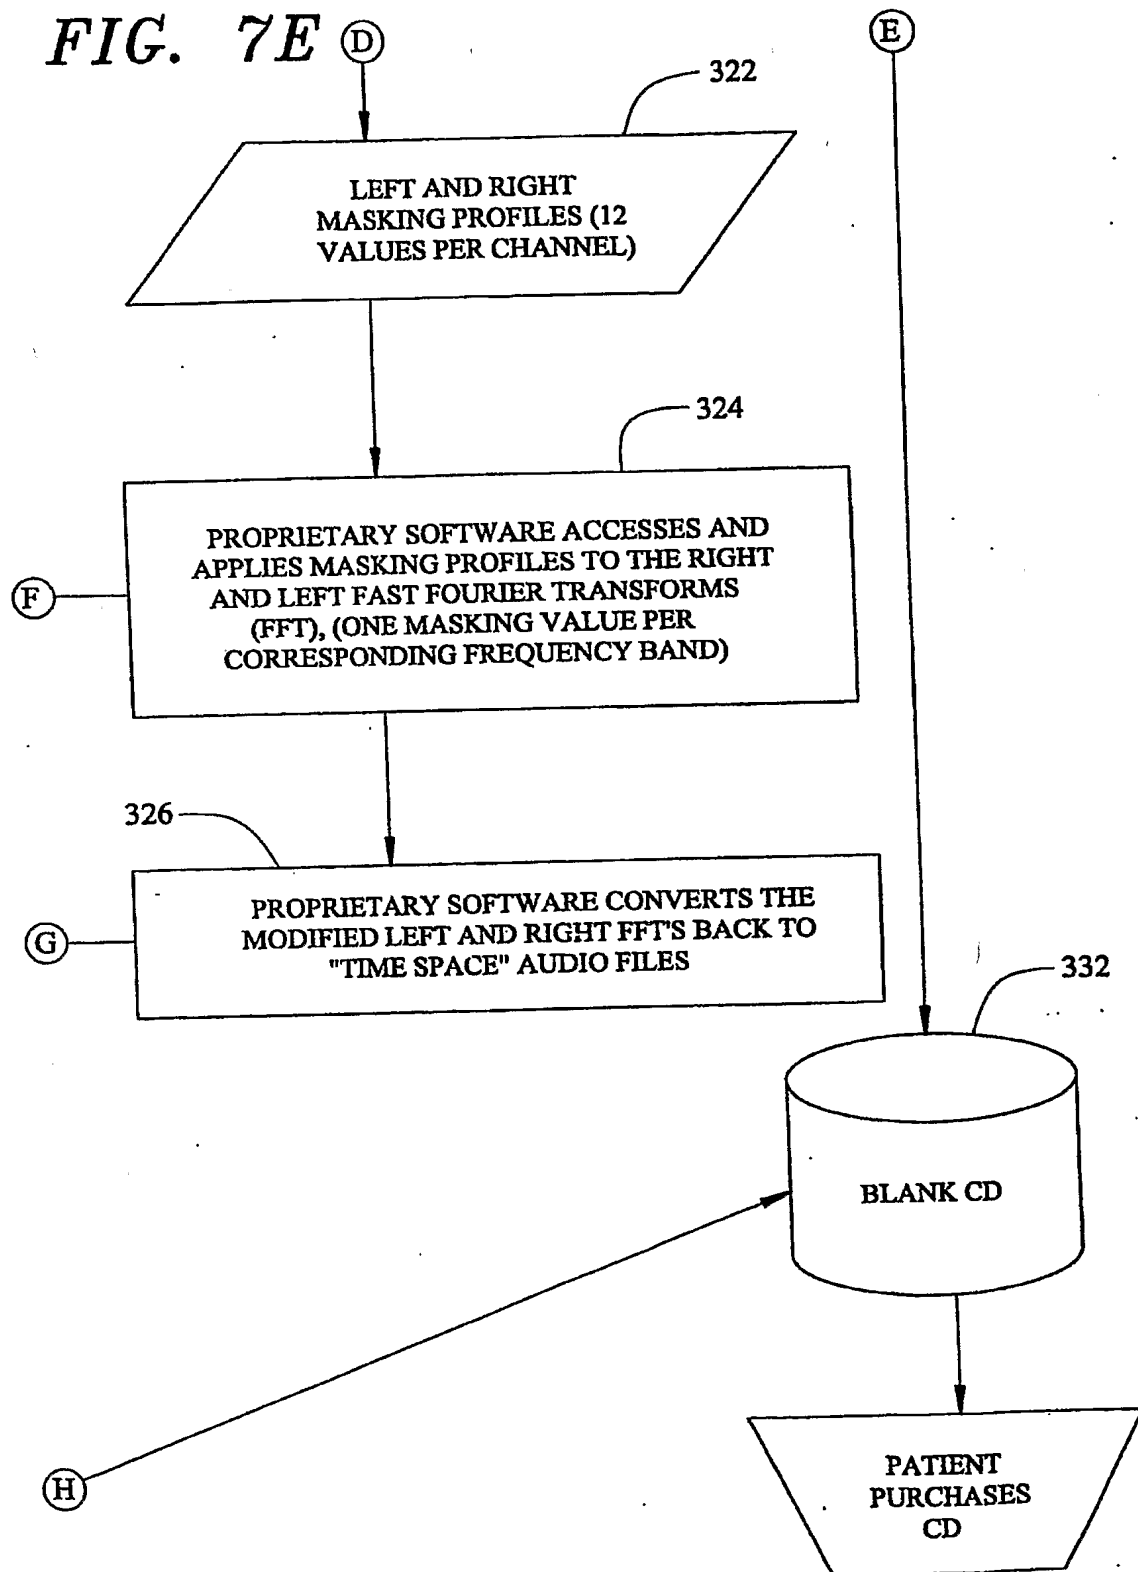 FIG. 7E
D
E
322
LEFT AND RIGHT
MASKING PROFILES (12
VALUES PER CHANNEL)
324
PROPRIETARY SOFTWARE ACCESSES AND
APPLIES MASKING PROFILES TO THE RIGHT
AND LEFT FAST FOURIER TRANSFORMS
(FFT), (ONE MASKING VALUE PER
CORRESPONDING FREQUENCY BAND)
F
326
PROPRIETARY SOFTWARE CONVERTS THE
MODIFIED LEFT AND RIGHT FFT'S BACK TO
"TIME SPACE" AUDIO FILES
G
332
BLANK CD
H
PATIENT
PURCHASES
CD